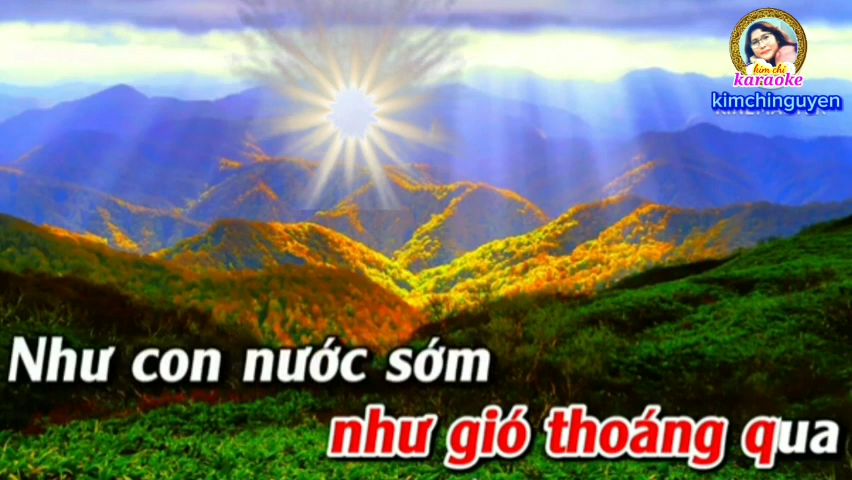 kim chi
karaoke
kimchinguyen
Như con nước sớm
như gió thoáng qua